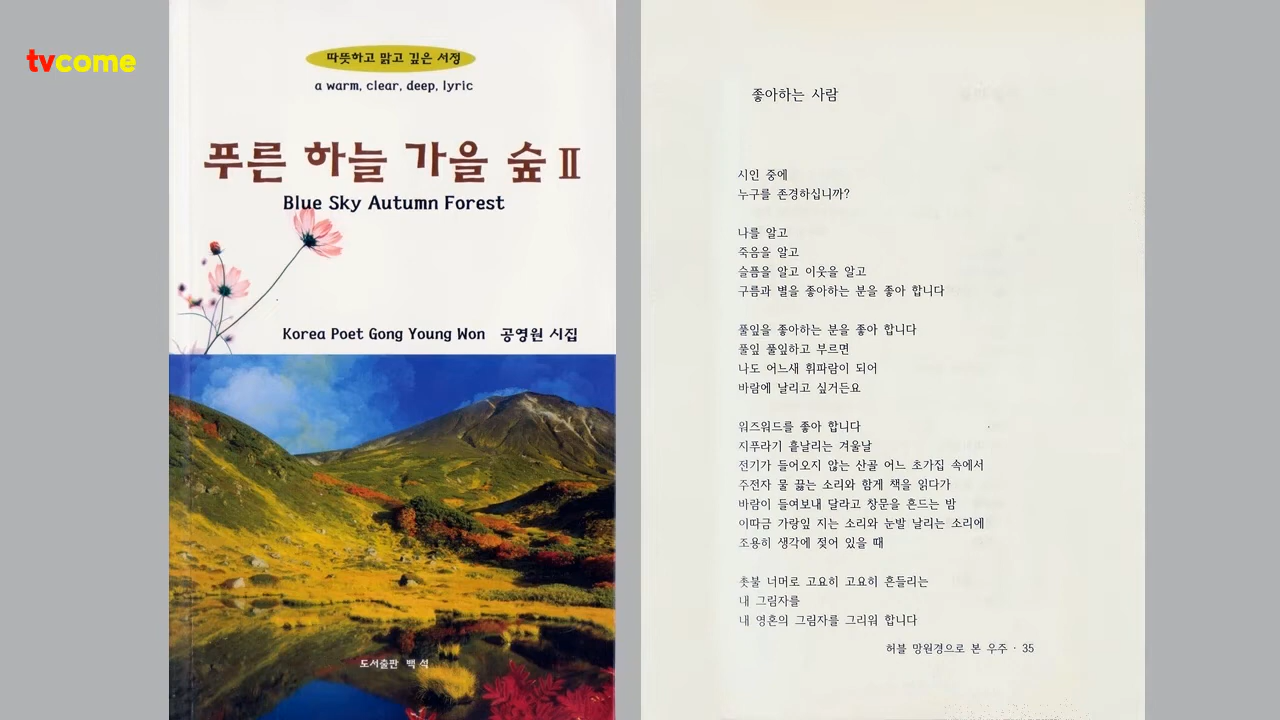 tvcome
따뜻하고 맑고 깊은 서정
a warm, clear, deep, lyric
푸른 하늘 가을 숲 Ⅱ
Blue Sky Autumn Forest
Korea Poet Gong Young Won 공영원 시집
도서출판 백 석
좋아하는 사람
시인 중에
누구를 존경하십니까?
나를 알고
죽음을 알고
슬픔을 알고 이웃을 알고
구름과 별을 좋아하는 분을 좋아 합니다
풀잎을 좋아하는 분을 좋아 합니다
풀잎 풀잎하고 부르면
나도 어느새 휘파람이 되어
바람에 날리고 싶거든요
워즈워드를 좋아 합니다
지푸라기 흩날리는 겨울날
전기가 들어오지 않는 산골 어느 초가집 속에서
주전자 물 끓는 소리와 함께 책을 읽다가
바람이 들여보내 달라고 창문을 흔드는 밤
이따금 가랑잎 지는 소리와 눈발 날리는 소리에
조용히 생각에 젖어 있을 때
촛불 너머로 고요히 고요히 흔들리는
내 그림자를
내 영혼의 그림자를 그리워 합니다
허블 망원경으로 본 우주 · 35